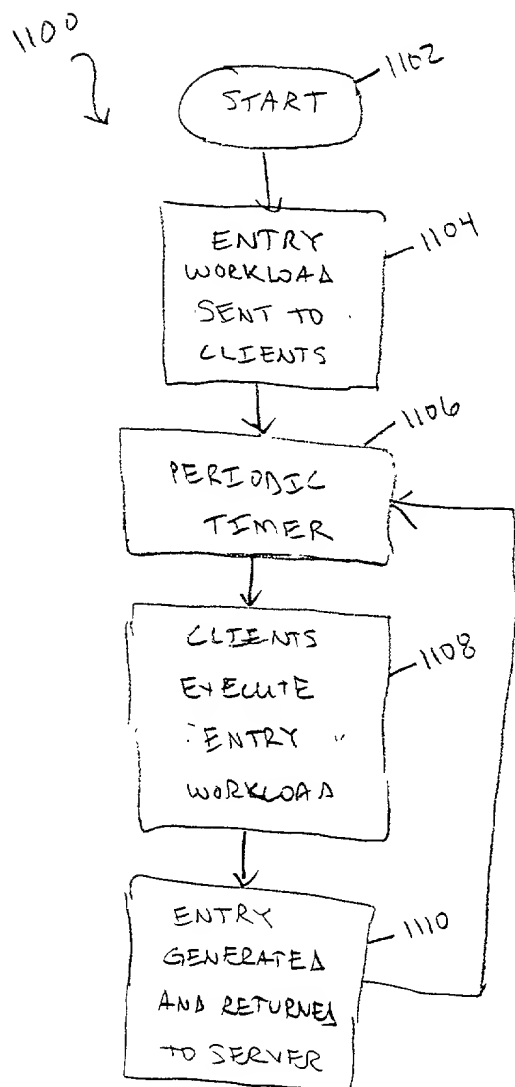 1100
1102
START
1104
ENTRY
WORKLOAD
SENT TO
CLIENTS
1106
PERIODIC
TIMER
1108
CLIENTS
EXECUTE
ENTRY
WORKLOAD
1110
ENTRY
GENERATED
AND RETURNED
TO SERVER